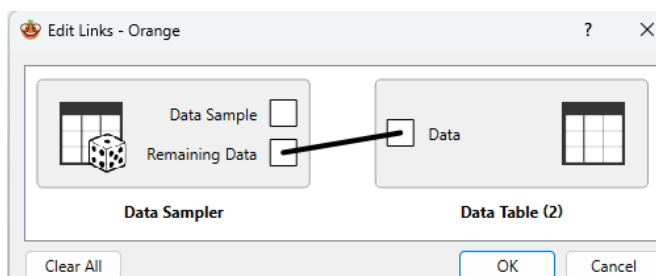 Edit Links - Orange
?
Data Sample
Remaining Data
Data
Data Sampler
Data Table (2)
Clear All
OK
Cancel